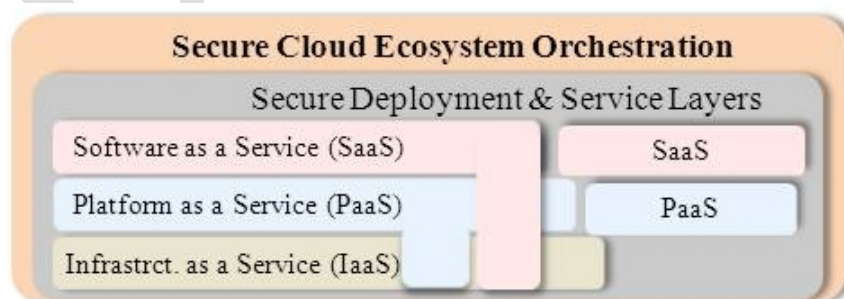 Secure Cloud Ecosystem Orchestration
Secure Deployment & Service Layers
Software as a Service (SaaS)
SaaS
Platform as a Service (PaaS)
PaaS
Infrastrct. as a Service (IaaS)